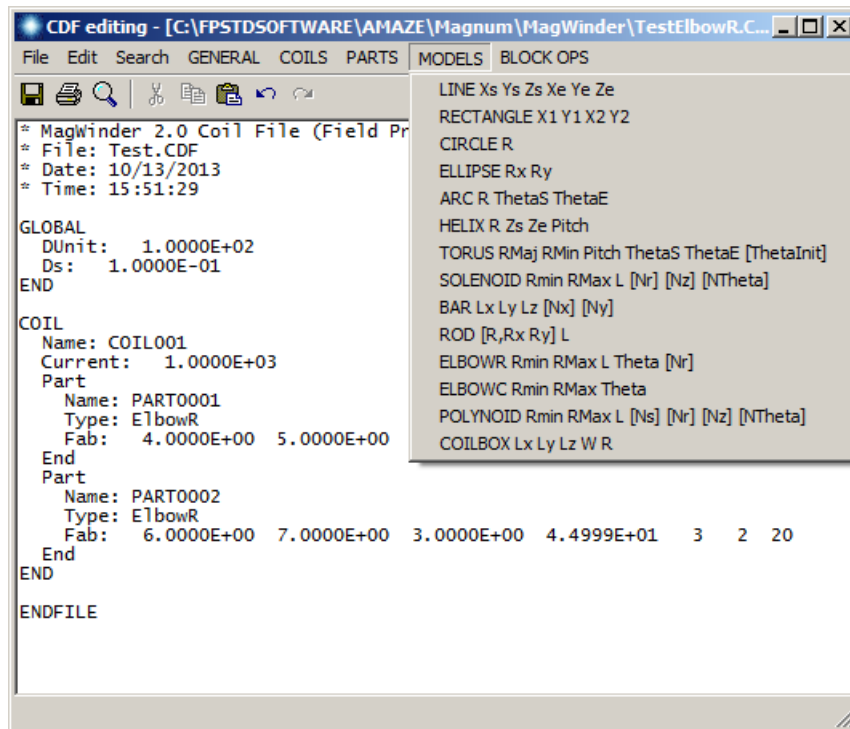 CDF editing - [C:\FPSTDSOFTWARE\AMAZE\Magnum\MagWinder\TestElbowR.C...
File Edit Search GENERAL COILS PARTS MODELS BLOCK OPS
LINE Xs Ys Zs Xe Ye Ze
RECTANGLE X1 Y1 X2 Y2
CIRCLE R
ELLIPSE Rx Ry
ARC R ThetaS ThetaE
HELIX R Zs Ze Pitch
TORUS RMaj RMin Pitch ThetaS ThetaE [ThetaInit]
SOLENOID Rmin RMax L [Nr] [Nz] [NTheta]
BAR Lx Ly Lz [Nx] [Ny]
ROD [R,Rx Ry] L
ELBOWR Rmin RMax L Theta [Nr]
ELBOWC Rmin RMax Theta
POLYNOID Rmin RMax L [Ns] [Nr] [Nz] [NTheta]
COILBOX Lx Ly Lz W R
* MagWinder 2.0 Coil File (Field Pr
* File: Test.CDF
* Date: 10/13/2013
* Time: 15:51:29
GLOBAL
DUnit: 1.0000E+02
Ds: 1.0000E-01
END
COIL
Name: COIL001
Current: 1.0000E+03
Part
Name: PART0001
Type: ElbowR
Fab: 4.0000E+00 5.0000E+00
End
Part
Name: PART0002
Type: ElbowR
Fab: 6.0000E+00 7.0000E+00 3.0000E+00 4.4999E+01 3 2 20
End
END
ENDFILE